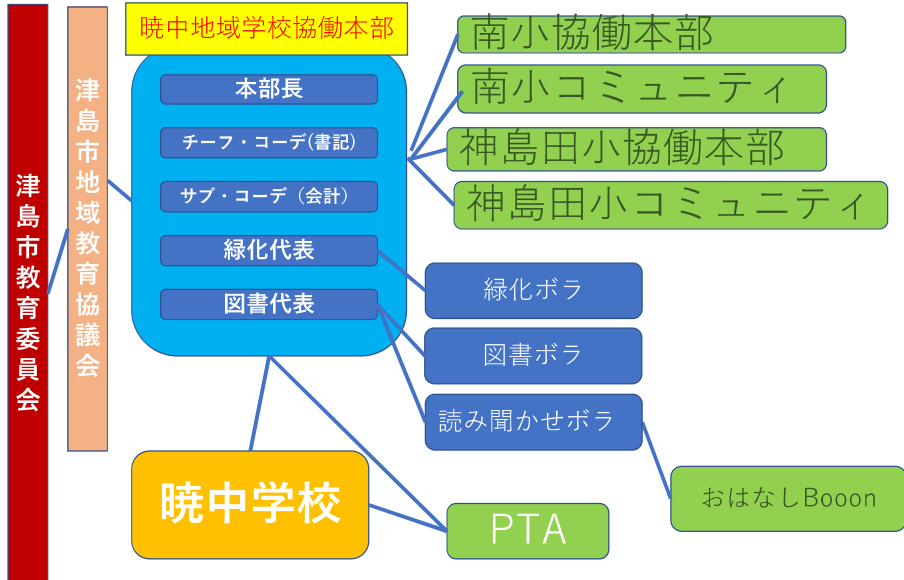 津島市教育委員会
津島市地域教育協議会
暁中地域学校協働本部
本部長
チーフ・コーデ(書記)
サブ・コーデ（会計）
緑化代表
図書代表
南小協働本部
南小コミュニティ
神島田小協働本部
神島田小コミュニティ
緑化ボラ
図書ボラ
読み聞かせボラ
おはなしBooon
暁中学校
PTA